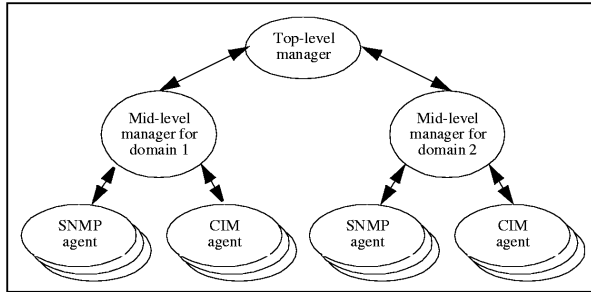 Top-level
manager
Mid-level
manager for
domain 1
Mid-level
manager for
domain 2
SNMP
agent
CIM
agent
SNMP
agent
CIM
agent